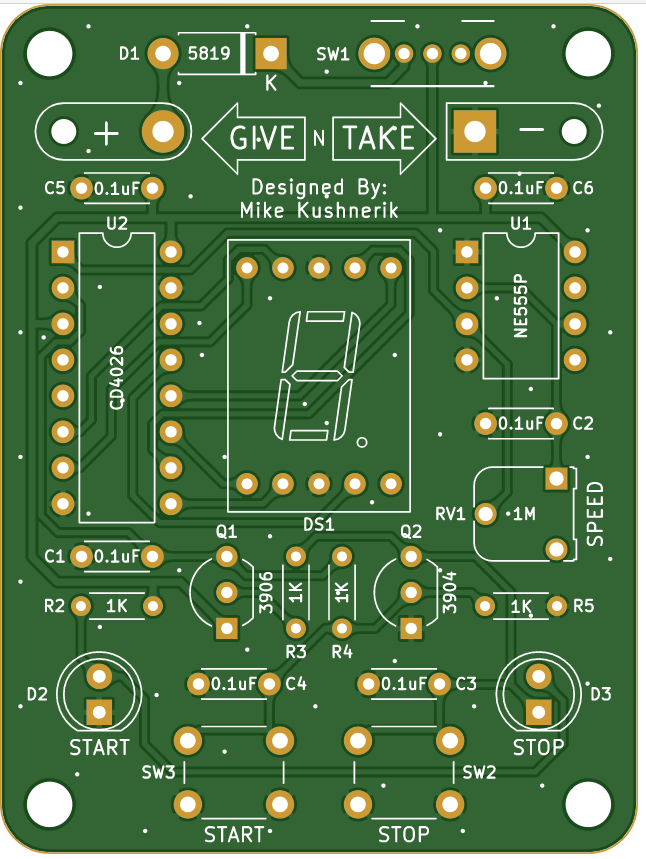 D1 5819 SW1
K
+ GIVE N TAKE −
C5 0.1uF Designed By: 0.1uF C6
Mike Kushnerik
U2 U1
CD4026
NE555P
0.1uF C2
RV1 1M SPEED
DS1
Q1 Q2
C1 0.1uF
3906 1K 1K 3904
R2 1K 1K R5
R3 R4
0.1uF C4 0.1uF C3
D2 D3
START STOP
SW3 SW2
START STOP